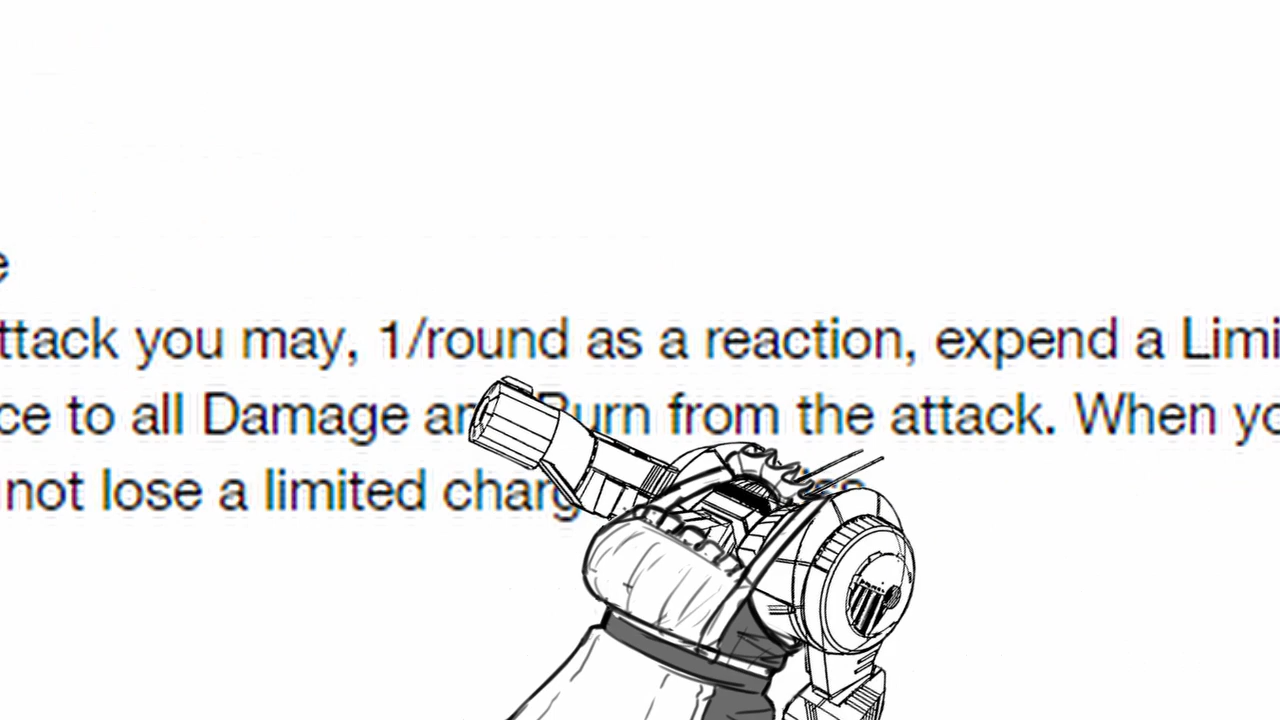 e
ttack you may, 1/round as a reaction, expend a Limi
ce to all Damage an Burn from the attack. When yo
not lose a limited charg